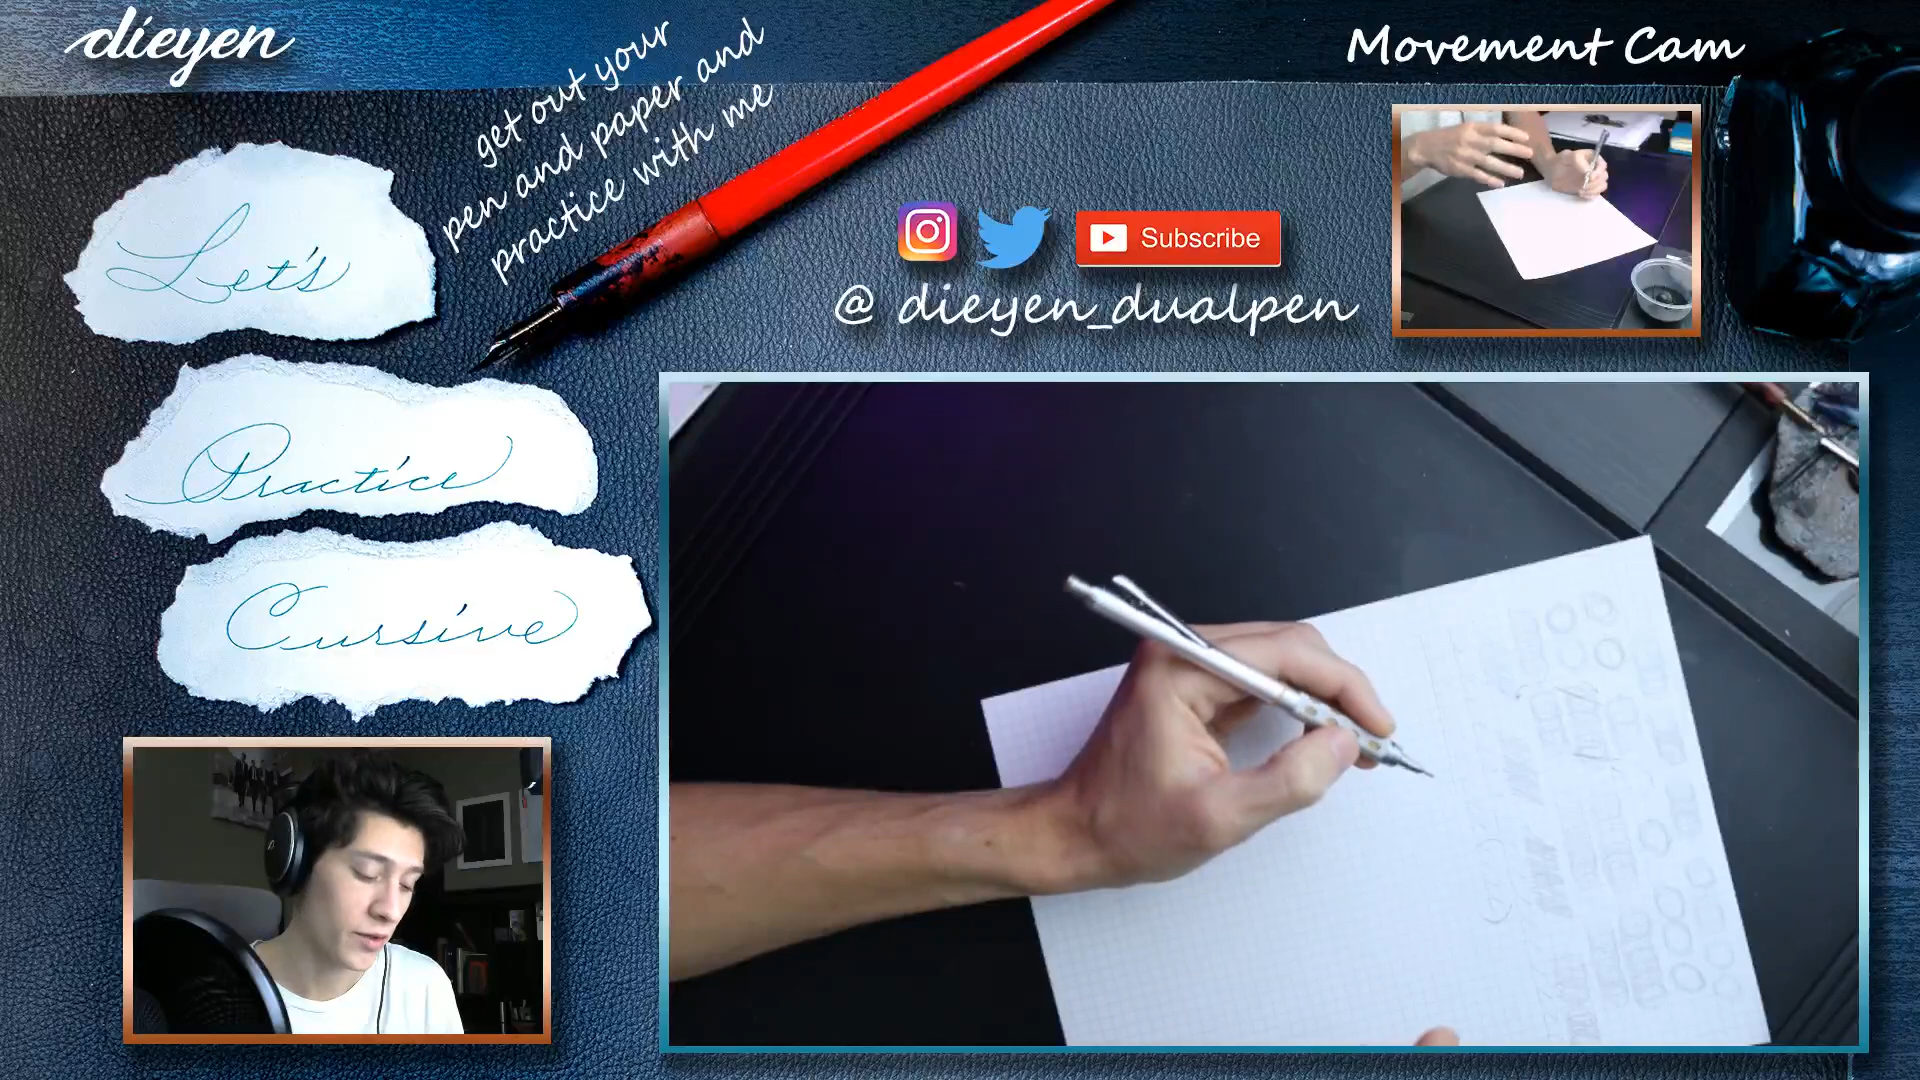 dieyen
get out your
pen and paper and
practice with me
Movement Cam
Let's
Practice
Cursive
Subscribe
@ dieyen_dualpen